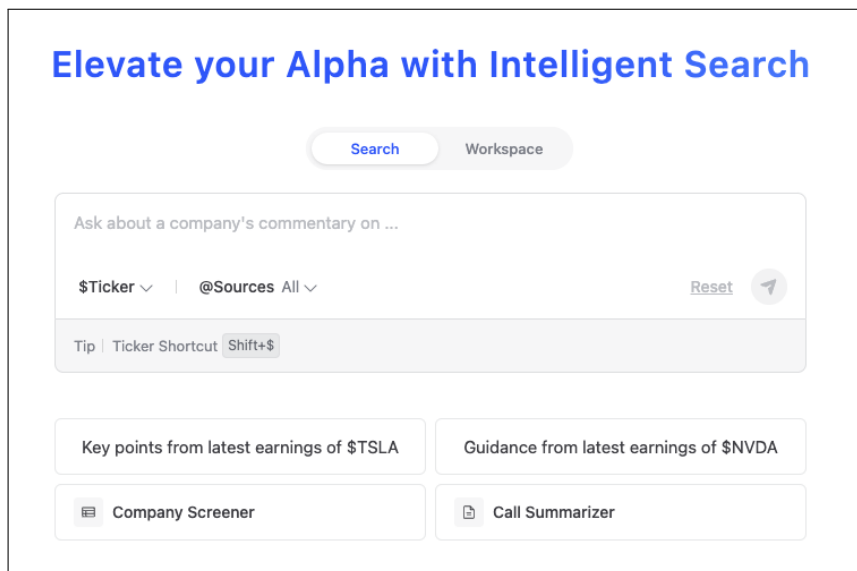 Elevate your Alpha with Intelligent Search
Search Workspace
Ask about a company's commentary on ...
$Ticker @Sources All Reset
Tip Ticker Shortcut Shift+$
Key points from latest earnings of $TSLA Guidance from latest earnings of $NVDA
Company Screener Call Summarizer